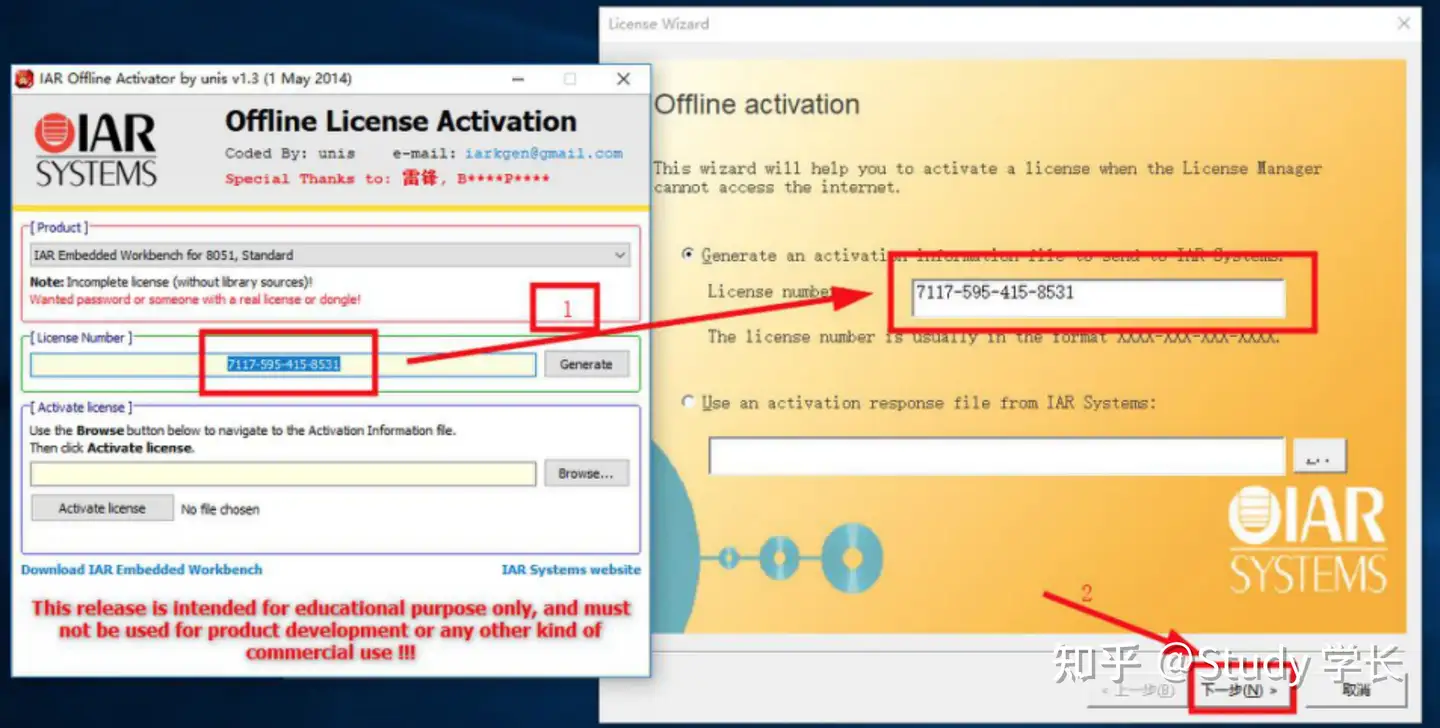 License Wizard
IAR Offline Activator by unis v1.3 (1 May 2014)
IAR
SYSTEMS
Offline License Activation
Coded By: unis e-mail: iarkgen@gmail.com
Special Thanks to: 雷锋, B****P****
[ Product ]
IAR Embedded Workbench for 8051, Standard
Note: Incomplete license (without library sources)!
Wanted password or someone with a real license or dongle!
1
[ License Number ]
7117-595-415-8531
Generate
[ Activate license ]
Use the Browse button below to navigate to the Activation Information file.
Then click Activate license.
Browse...
Activate license
No file chosen
Download IAR Embedded Workbench
IAR Systems website
This release is intended for educational purpose only, and must
not be used for product development or any other kind of
commercial use !!!
Offline activation
This wizard will help you to activate a license when the License Manager
cannot access the internet.
Generate an activation information file to send to IAR Systems.
License number
7117-595-415-8531
The license number is usually in the format XXXX-XXX-XXX-XXXX.
Use an activation response file from IAR Systems:
...
IAR
SYSTEMS
2
知乎 @Study 学长
< 上一步(B)
下一步(N) >
取消